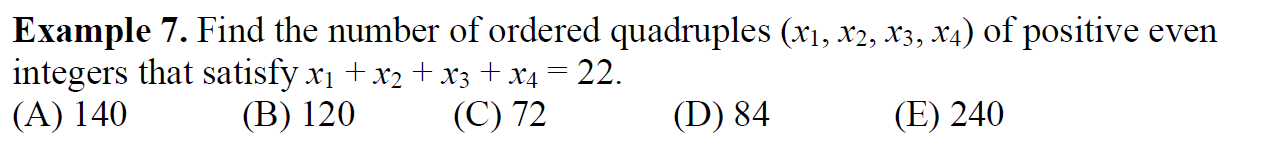 Example 7. Find the number of ordered quadruples (x₁, x₂, x₃, x₄) of positive even
integers that satisfy x₁ + x₂ + x₃ + x₄ = 22.
(A) 140 (B) 120 (C) 72 (D) 84 (E) 240